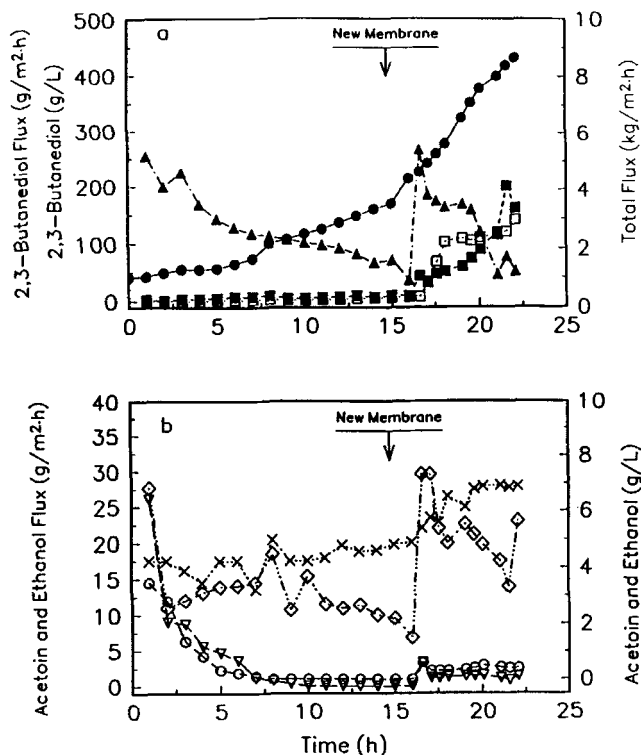 a
New Membrane
2,3-Butanediol Flux (g/m²·h)
2,3-Butanediol (g/L)
Total Flux (kg/m²·h)
500
400
300
200
100
0
10
8
6
4
2
0
0 5 10 15 20 25
b
New Membrane
Acetoin and Ethanol Flux (g/m²·h)
Acetoin and Ethanol (g/L)
40
35
30
25
20
15
10
5
0
10
8
6
4
2
0
0 5 10 15 20 25
Time (h)